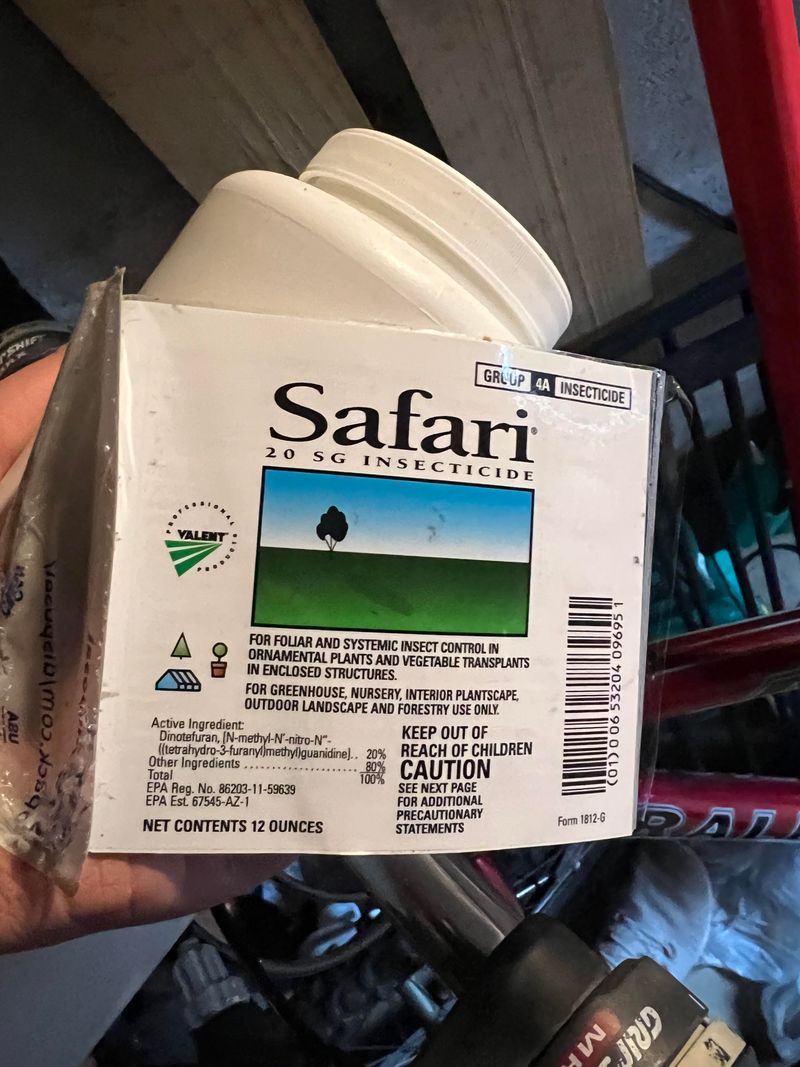 GROUP 4A INSECTICIDE
Safari®
20 SG INSECTICIDE
PROFESSIONAL
VALENT
PRODUCTS
FOR FOLIAR AND SYSTEMIC INSECT CONTROL IN
ORNAMENTAL PLANTS AND VEGETABLE TRANSPLANTS
IN ENCLOSED STRUCTURES.
FOR GREENHOUSE, NURSERY, INTERIOR PLANTSCAPE,
OUTDOOR LANDSCAPE AND FORESTRY USE ONLY.
Active Ingredient:
Dinotefuran, [N-methyl-N′-nitro-N″-
((tetrahydro-3-furanyl)methyl)guanidine].. 20%
Other Ingredients .................... 80%
Total 100%
EPA Reg. No. 86203-11-59639
EPA Est. 67545-AZ-1
NET CONTENTS 12 OUNCES
KEEP OUT OF
REACH OF CHILDREN
CAUTION
SEE NEXT PAGE
FOR ADDITIONAL
PRECAUTIONARY
STATEMENTS
(01) 0 06 53204 09695 1
Form 1812-G